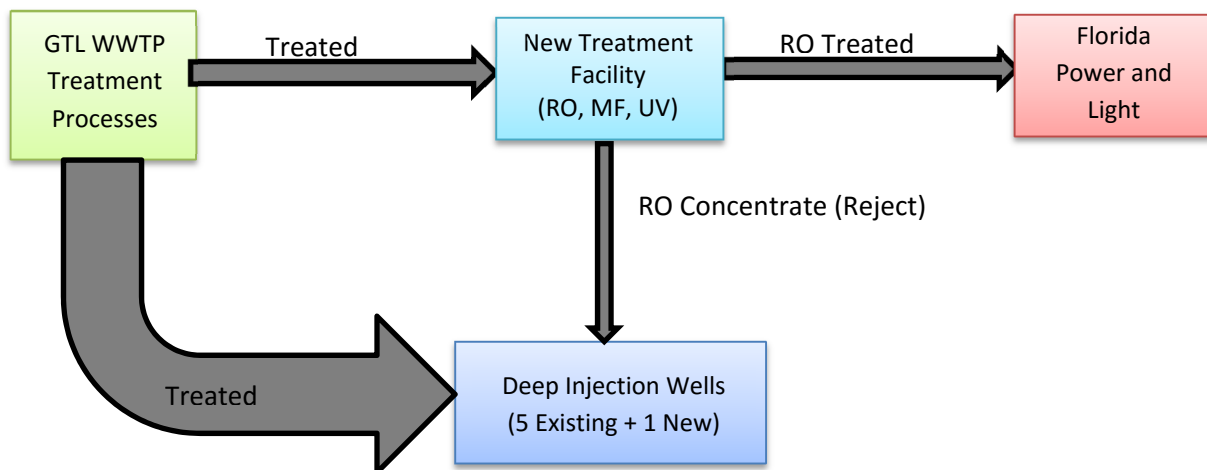 GTL WWTP
Treatment
Processes
Treated
New Treatment
Facility
(RO, MF, UV)
RO Treated
Florida
Power and
Light
RO Concentrate (Reject)
Treated
Deep Injection Wells
(5 Existing + 1 New)